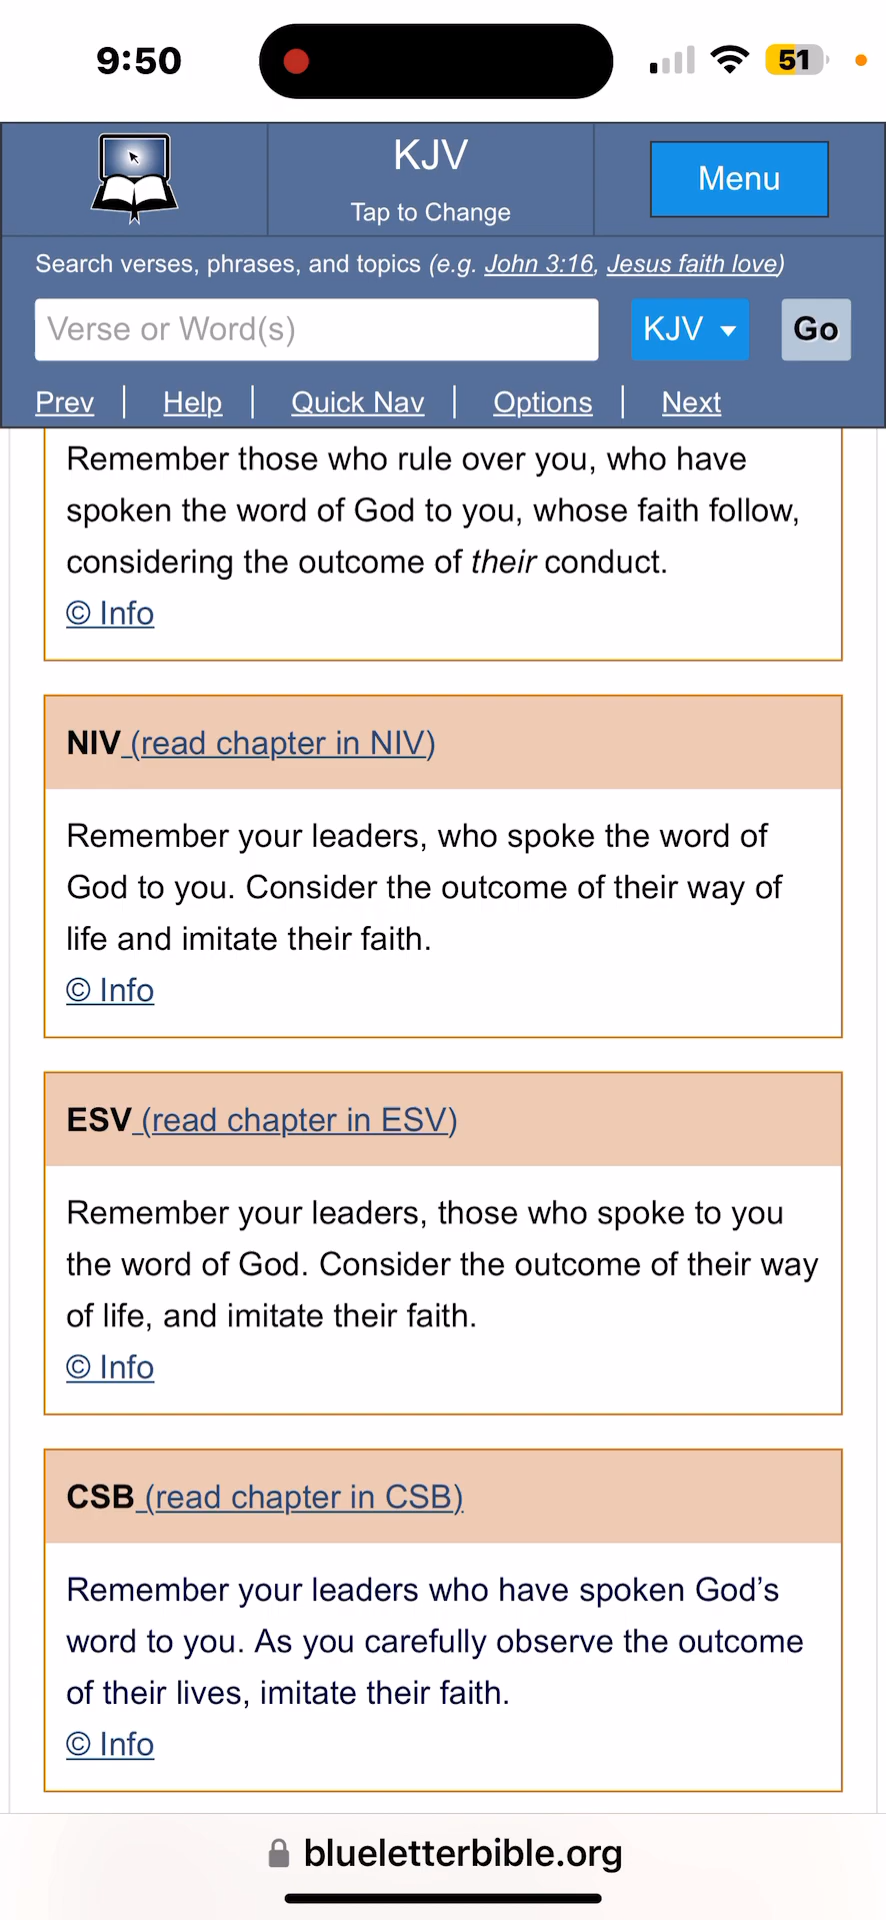 9:50
51
KJV
Tap to Change
Menu
Search verses, phrases, and topics (e.g. John 3:16, Jesus faith love)
Verse or Word(s)
KJV
Go
Prev | Help | Quick Nav | Options | Next
Remember those who rule over you, who have
spoken the word of God to you, whose faith follow,
considering the outcome of their conduct.
© Info
NIV (read chapter in NIV)
Remember your leaders, who spoke the word of
God to you. Consider the outcome of their way of
life and imitate their faith.
© Info
ESV (read chapter in ESV)
Remember your leaders, those who spoke to you
the word of God. Consider the outcome of their way
of life, and imitate their faith.
© Info
CSB (read chapter in CSB)
Remember your leaders who have spoken God’s
word to you. As you carefully observe the outcome
of their lives, imitate their faith.
© Info
blueletterbible.org